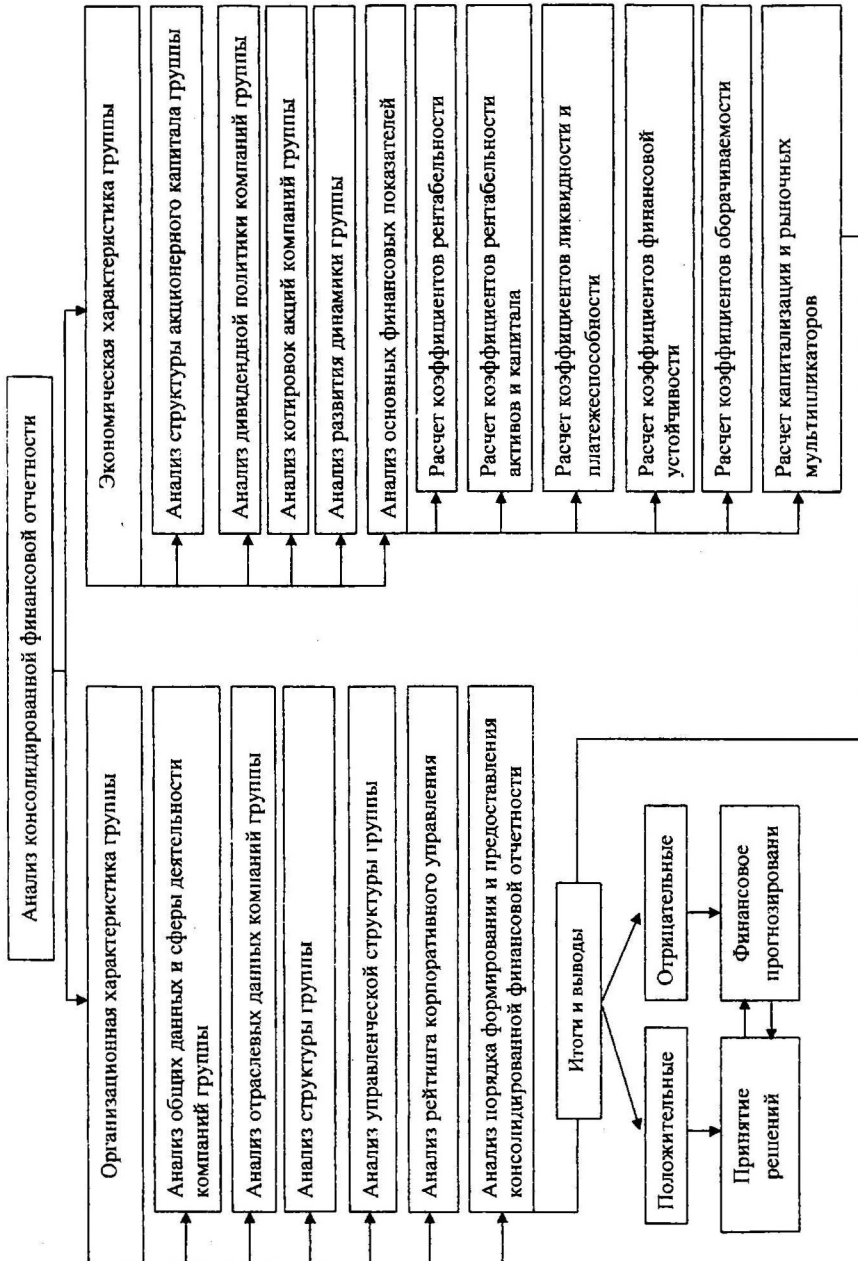 Анализ консолидированной финансовой отчетности
Организационная характеристика группы
Анализ общих данных и сферы деятельности
компаний группы
Анализ отраслевых данных компаний группы
Анализ структуры группы
Анализ управленческой структуры группы
Анализ рейтинга корпоративного управления
Анализ порядка формирования и предоставления
консолидированной финансовой отчетности
Экономическая характеристика группы
Анализ структуры акционерного капитала группы
Анализ дивидендной политики компаний группы
Анализ котировок акций компаний группы
Анализ развития динамики группы
Анализ основных финансовых показателей
Расчет коэффициентов рентабельности
Расчет коэффициентов рентабельности
активов и капитала
Расчет коэффициентов ликвидности и
платежеспособности
Расчет коэффициентов финансовой
устойчивости
Расчет коэффициентов оборачиваемости
Расчет капитализации и рыночных
мультипликаторов
Итоги и выводы
Положительные
Отрицательные
Принятие
решений
Финансовое
прогнозировани